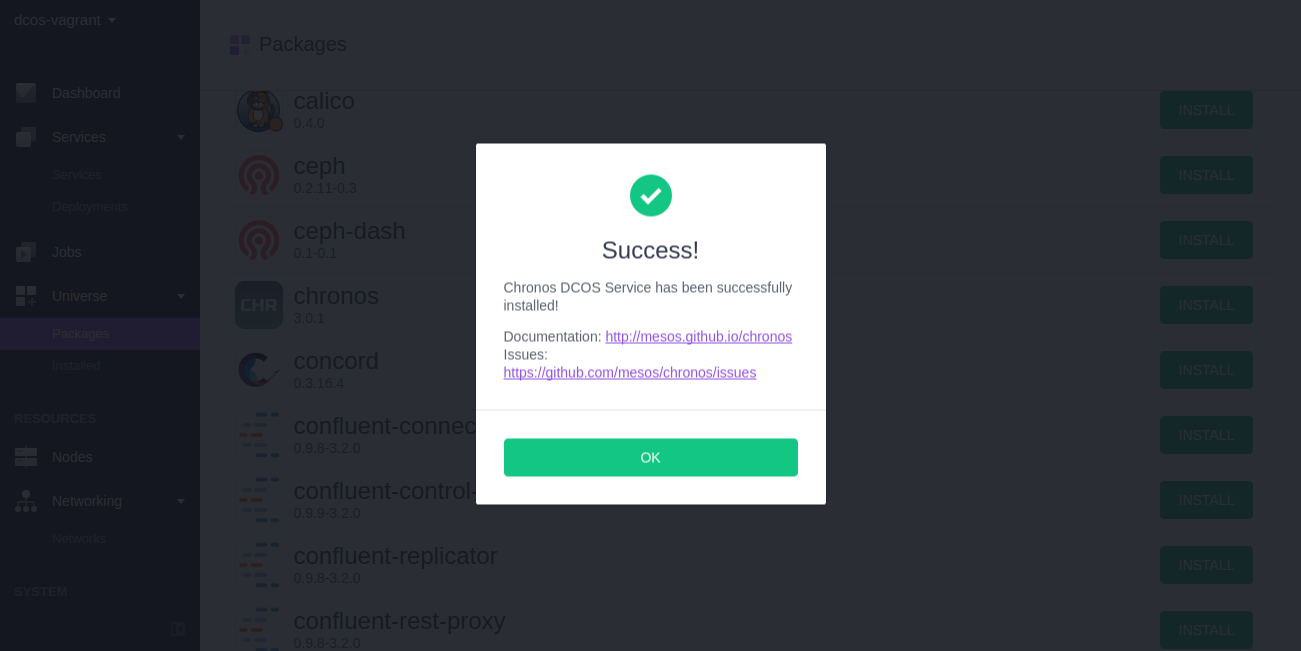 dcos-vagrant
Dashboard
Services
Services
Deployments
Jobs
Universe
Packages
Installed
RESOURCES
Nodes
Networking
Networks
SYSTEM
Packages
calico
0.4.0
INSTALL
ceph
0.2.11-0.3
INSTALL
ceph-dash
0.1-0.1
INSTALL
CHR
chronos
3.0.1
INSTALL
concord
0.3.16.4
INSTALL
confluent-connec
0.9.8-3.2.0
INSTALL
confluent-control-
0.9.9-3.2.0
INSTALL
confluent-replicator
0.9.8-3.2.0
INSTALL
confluent-rest-proxy
0.9.8-3.2.0
INSTALL
Success!
Chronos DCOS Service has been successfully
installed!
Documentation: http://mesos.github.io/chronos
Issues:
https://github.com/mesos/chronos/issues
OK